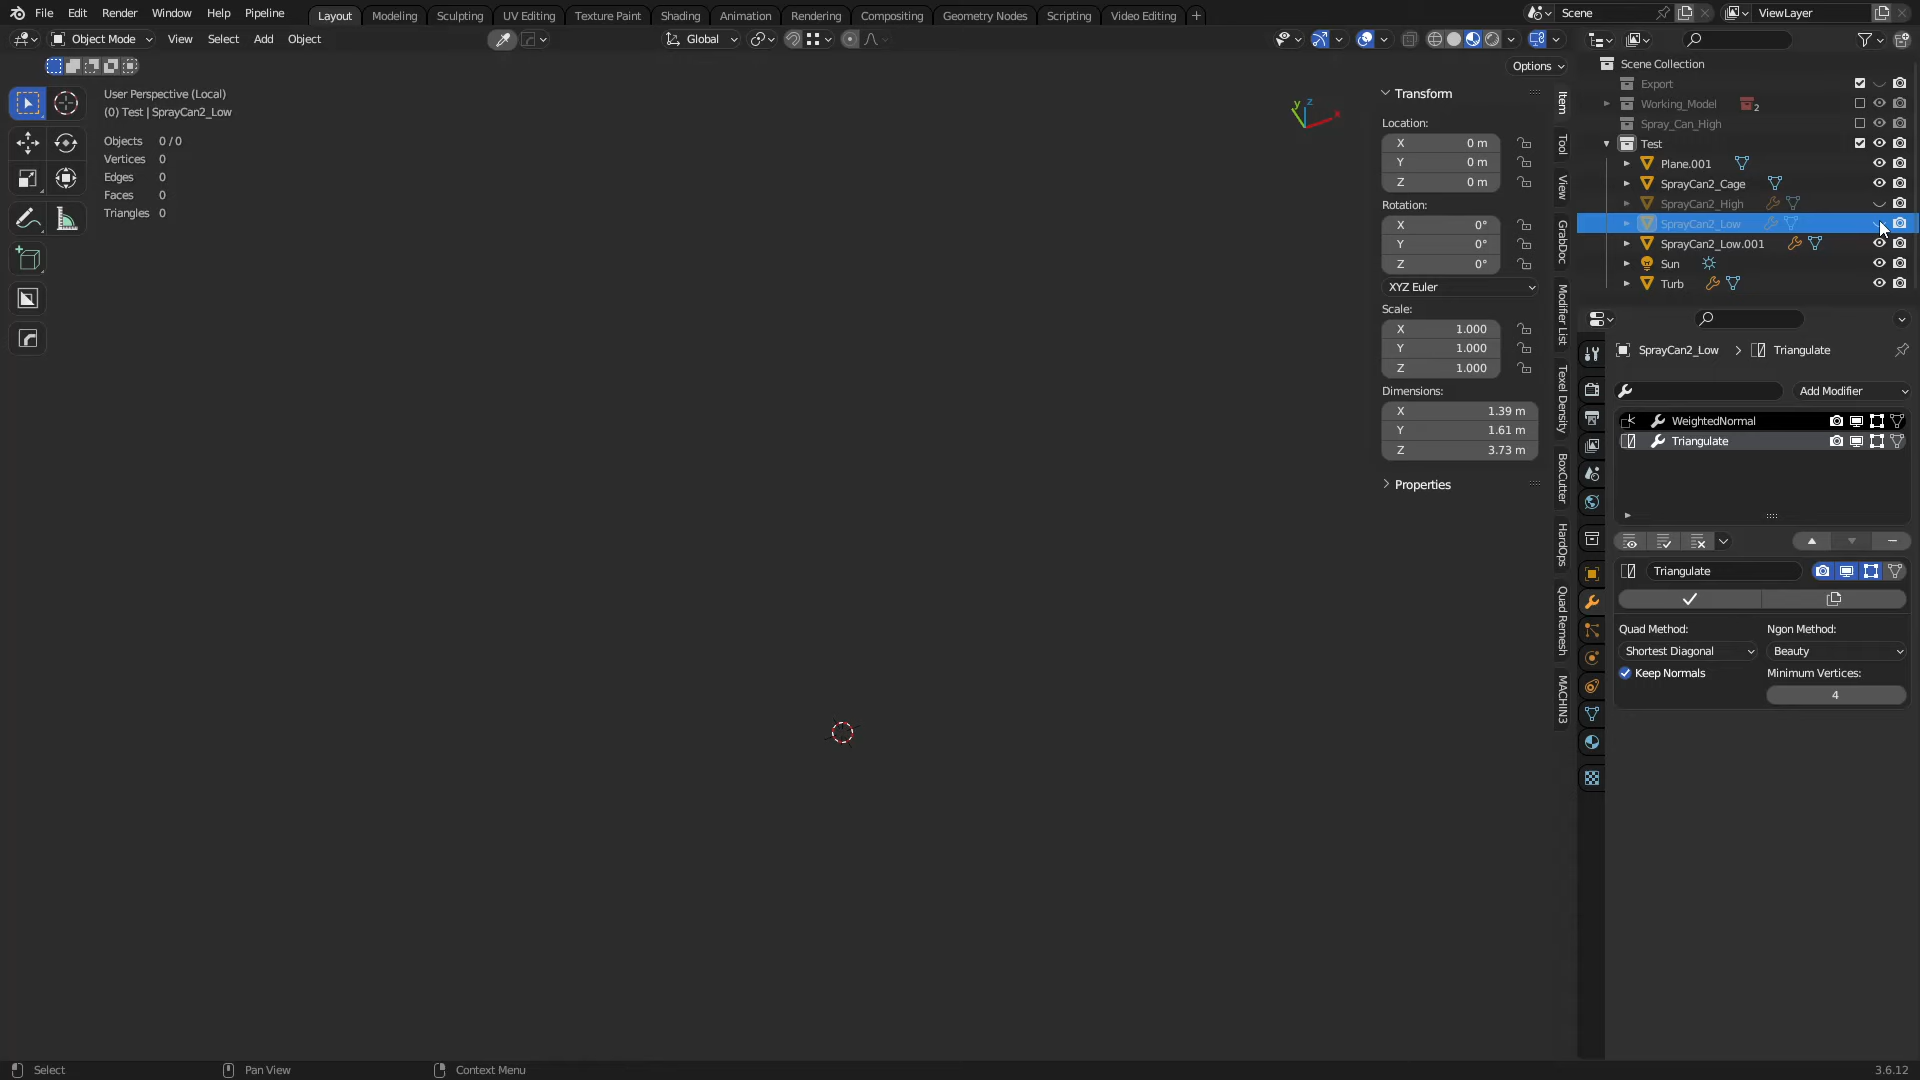 File Edit Render Window Help Pipeline Layout Modeling Sculpting UV Editing Texture Paint Shading Animation Rendering Compositing Geometry Nodes Scripting Video Editing + Scene ViewLayer
Object Mode View Select Add Object Global
Options
User Perspective (Local)
(0) Test | SprayCan2_Low
Objects 0/0
Vertices 0
Edges 0
Faces 0
Triangles 0
Y Z X
Transform
Location:
X 0 m
Y 0 m
Z 0 m
Rotation:
X 0°
Y 0°
Z 0°
XYZ Euler
Scale:
X 1.000
Y 1.000
Z 1.000
Dimensions:
X 1.39 m
Y 1.61 m
Z 3.73 m
Properties
Item
Tool
View
GrabDoc
Modifier List
Texel Density
BoxCutter
HardOps
Quad Remesh
MACHIN3
Scene Collection
Export
Working_Model 2
Spray_Can_High
Test
Plane.001
SprayCan2_Cage
SprayCan2_High
SprayCan2_Low
SprayCan2_Low.001
Sun
Turb
SprayCan2_Low > Triangulate
Add Modifier
WeightedNormal
Triangulate
Triangulate
Quad Method: Ngon Method:
Shortest Diagonal Beauty
Keep Normals Minimum Vertices:
4
Select Pan View Context Menu 3.6.12